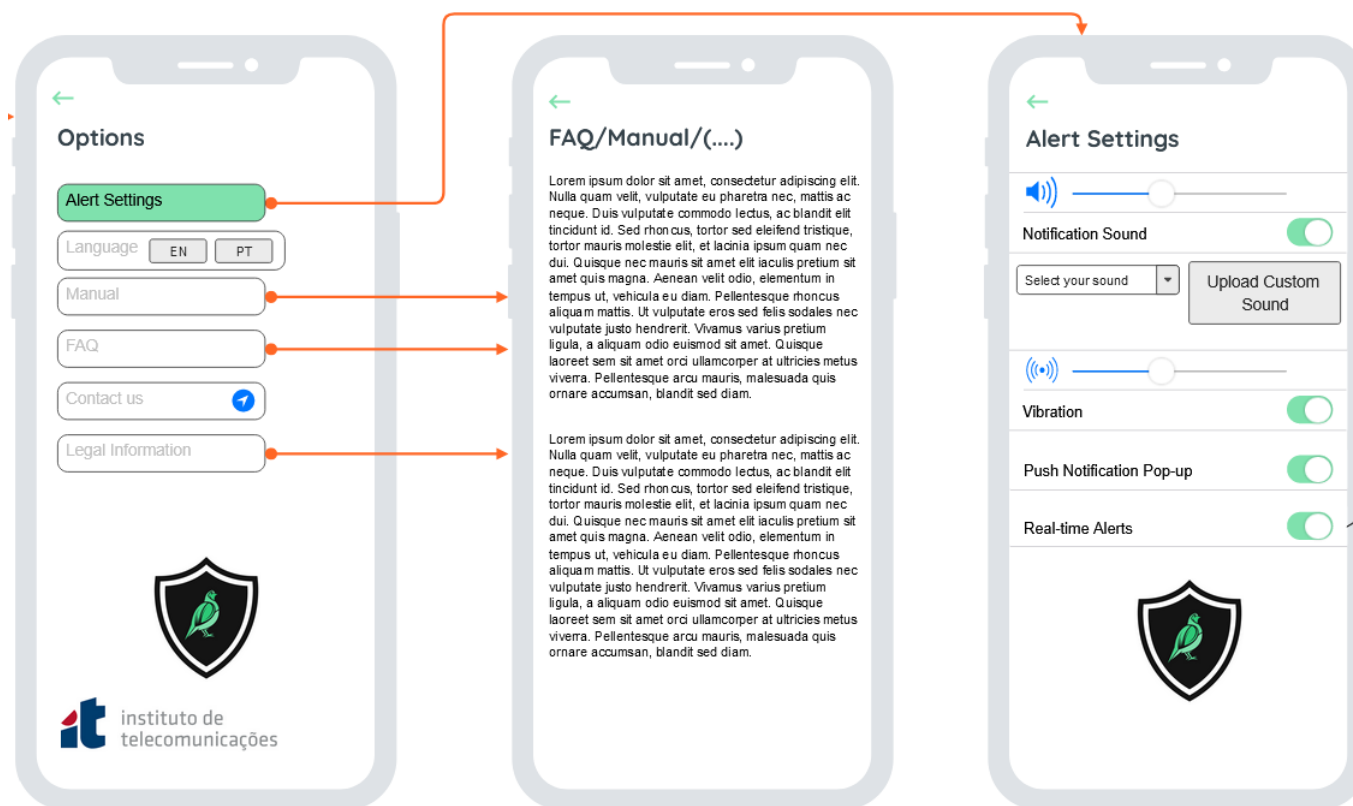 Options
Alert Settings
Language EN PT
Manual
FAQ
Contact us
Legal Information
instituto de
telecomunicações
FAQ/Manual/(....)
Lorem ipsum dolor sit amet, consectetur adipiscing elit.
Nulla quam velit, vulputate eu pharetra nec, mattis ac
neque. Duis vulputate commodo lectus, ac blandit elit
tincidunt id. Sed rhoncus, tortor sed eleifend tristique,
tortor mauris molestie elit, et lacinia ipsum quam nec
dui. Quisque nec mauris sit amet elit iaculis pretium sit
amet quis magna. Aenean velit odio, elementum in
tempus ut, vehicula eu diam. Pellentesque rhoncus
aliquam mattis. Ut vulputate eros sed felis sodales nec
vulputate justo hendrerit. Vivamus varius pretium
ligula, a aliquam odio euismod sit amet. Quisque
laoreet sem sit amet orci ullamcorper at ultricies metus
viverra. Pellentesque arcu mauris, malesuada quis
ornare accumsan, blandit sed diam.
Lorem ipsum dolor sit amet, consectetur adipiscing elit.
Nulla quam velit, vulputate eu pharetra nec, mattis ac
neque. Duis vulputate commodo lectus, ac blandit elit
tincidunt id. Sed rhoncus, tortor sed eleifend tristique,
tortor mauris molestie elit, et lacinia ipsum quam nec
dui. Quisque nec mauris sit amet elit iaculis pretium sit
amet quis magna. Aenean velit odio, elementum in
tempus ut, vehicula eu diam. Pellentesque rhoncus
aliquam mattis. Ut vulputate eros sed felis sodales nec
vulputate justo hendrerit. Vivamus varius pretium
ligula, a aliquam odio euismod sit amet. Quisque
laoreet sem sit amet orci ullamcorper at ultricies metus
viverra. Pellentesque arcu mauris, malesuada quis
ornare accumsan, blandit sed diam.
Alert Settings
Notification Sound
Select your sound
Upload Custom
Sound
Vibration
Push Notification Pop-up
Real-time Alerts